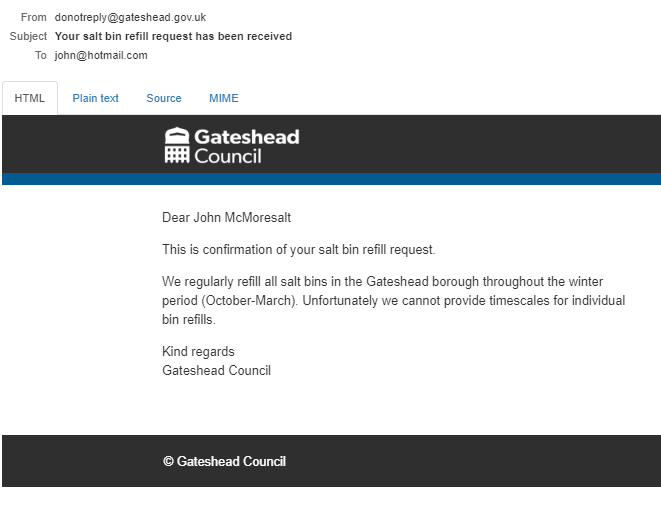 From donotreply@gateshead.gov.uk
Subject Your salt bin refill request has been received
To john@hotmail.com
HTML Plain text Source MIME
Gateshead
Council
Dear John McMoresalt
This is confirmation of your salt bin refill request.
We regularly refill all salt bins in the Gateshead borough throughout the winter
period (October-March). Unfortunately we cannot provide timescales for individual
bin refills.
Kind regards
Gateshead Council
© Gateshead Council